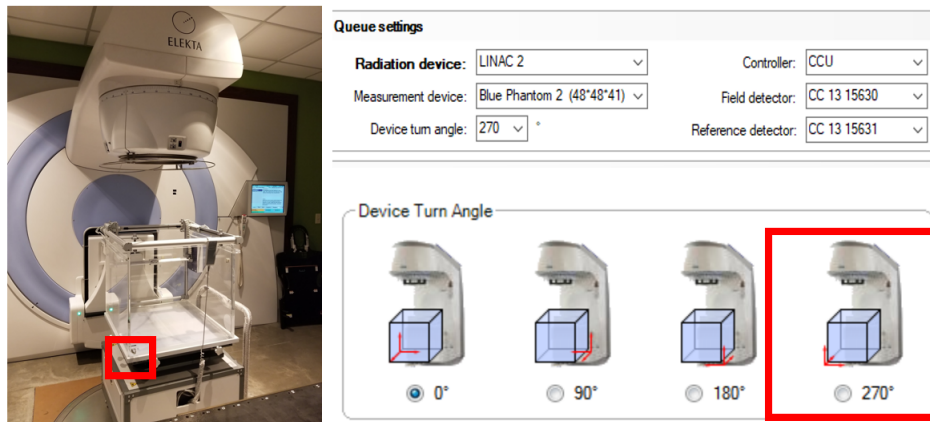 ELEKTA
Queue settings
Radiation device: LINAC 2 Controller: CCU
Measurement device: Blue Phantom 2 (48*48*41) Field detector: CC 13 15630
Device turn angle: 270 ° Reference detector: CC 13 15631
Device Turn Angle
0° 90° 180° 270°